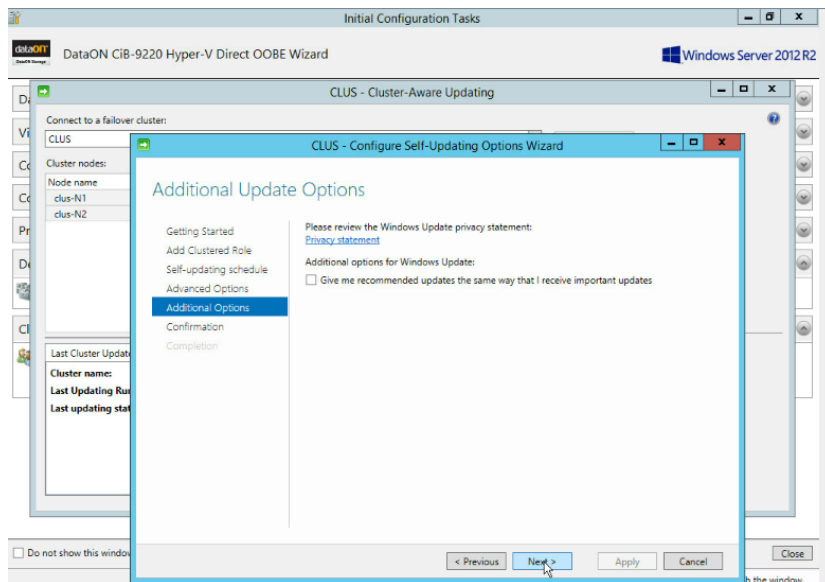 Initial Configuration Tasks
dataON
DataON Storage
DataON CiB-9220 Hyper-V Direct OOBE Wizard
Windows Server 2012 R2
CLUS - Cluster-Aware Updating
Connect to a failover cluster:
CLUS
Cluster nodes:
Node name
clus-N1
clus-N2
Last Cluster Update
Cluster name:
Last Updating Run
Last updating stat
CLUS - Configure Self-Updating Options Wizard
Additional Update Options
Getting Started
Add Clustered Role
Self-updating schedule
Advanced Options
Additional Options
Confirmation
Completion
Please review the Windows Update privacy statement:
Privacy statement
Additional options for Windows Update:
Give me recommended updates the same way that I receive important updates
< Previous
Next >
Apply
Cancel
Do not show this window
Close
h the window.